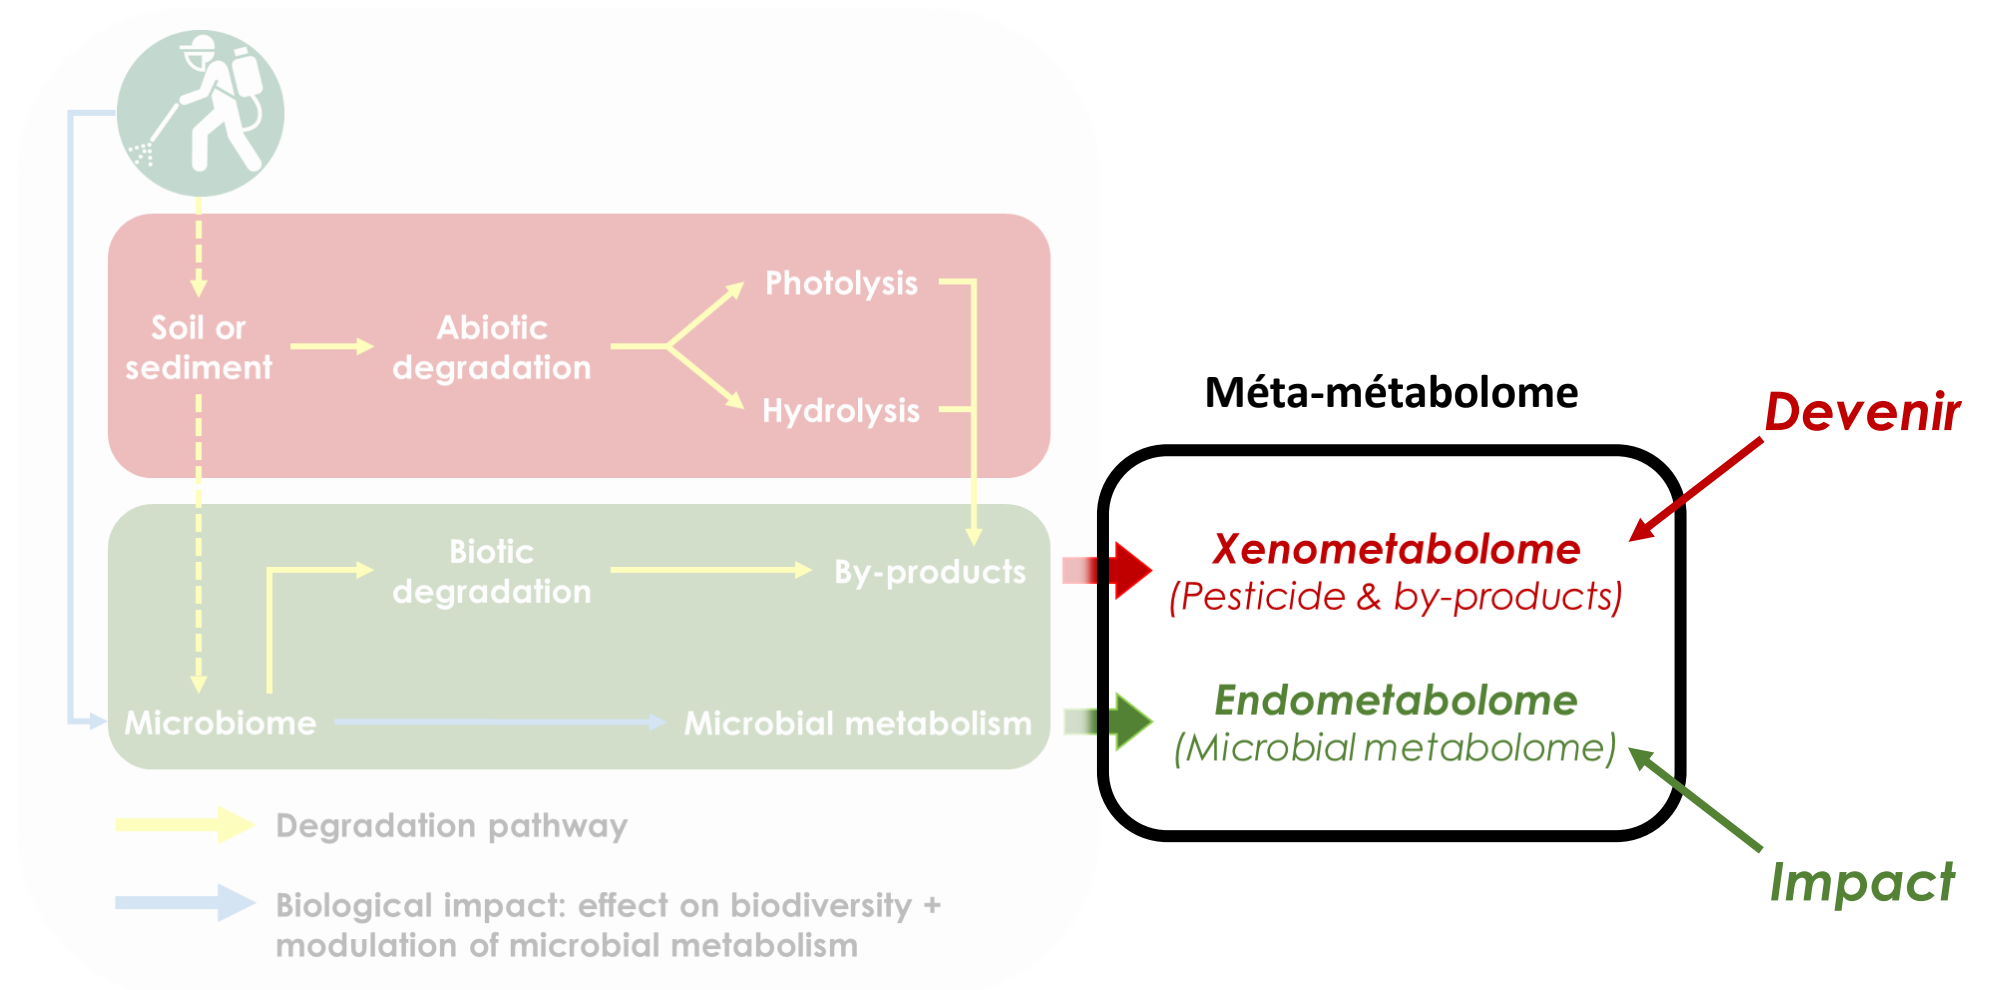 Soil or
sediment
Abiotic
degradation
Photolysis
Hydrolysis
Biotic
degradation
By-products
Microbiome
Microbial metabolism
Degradation pathway
Biological impact: effect on biodiversity +
modulation of microbial metabolism
Méta-métabolome
Xenometabolome
(Pesticide & by-products)
Endometabolome
(Microbial metabolome)
Devenir
Impact